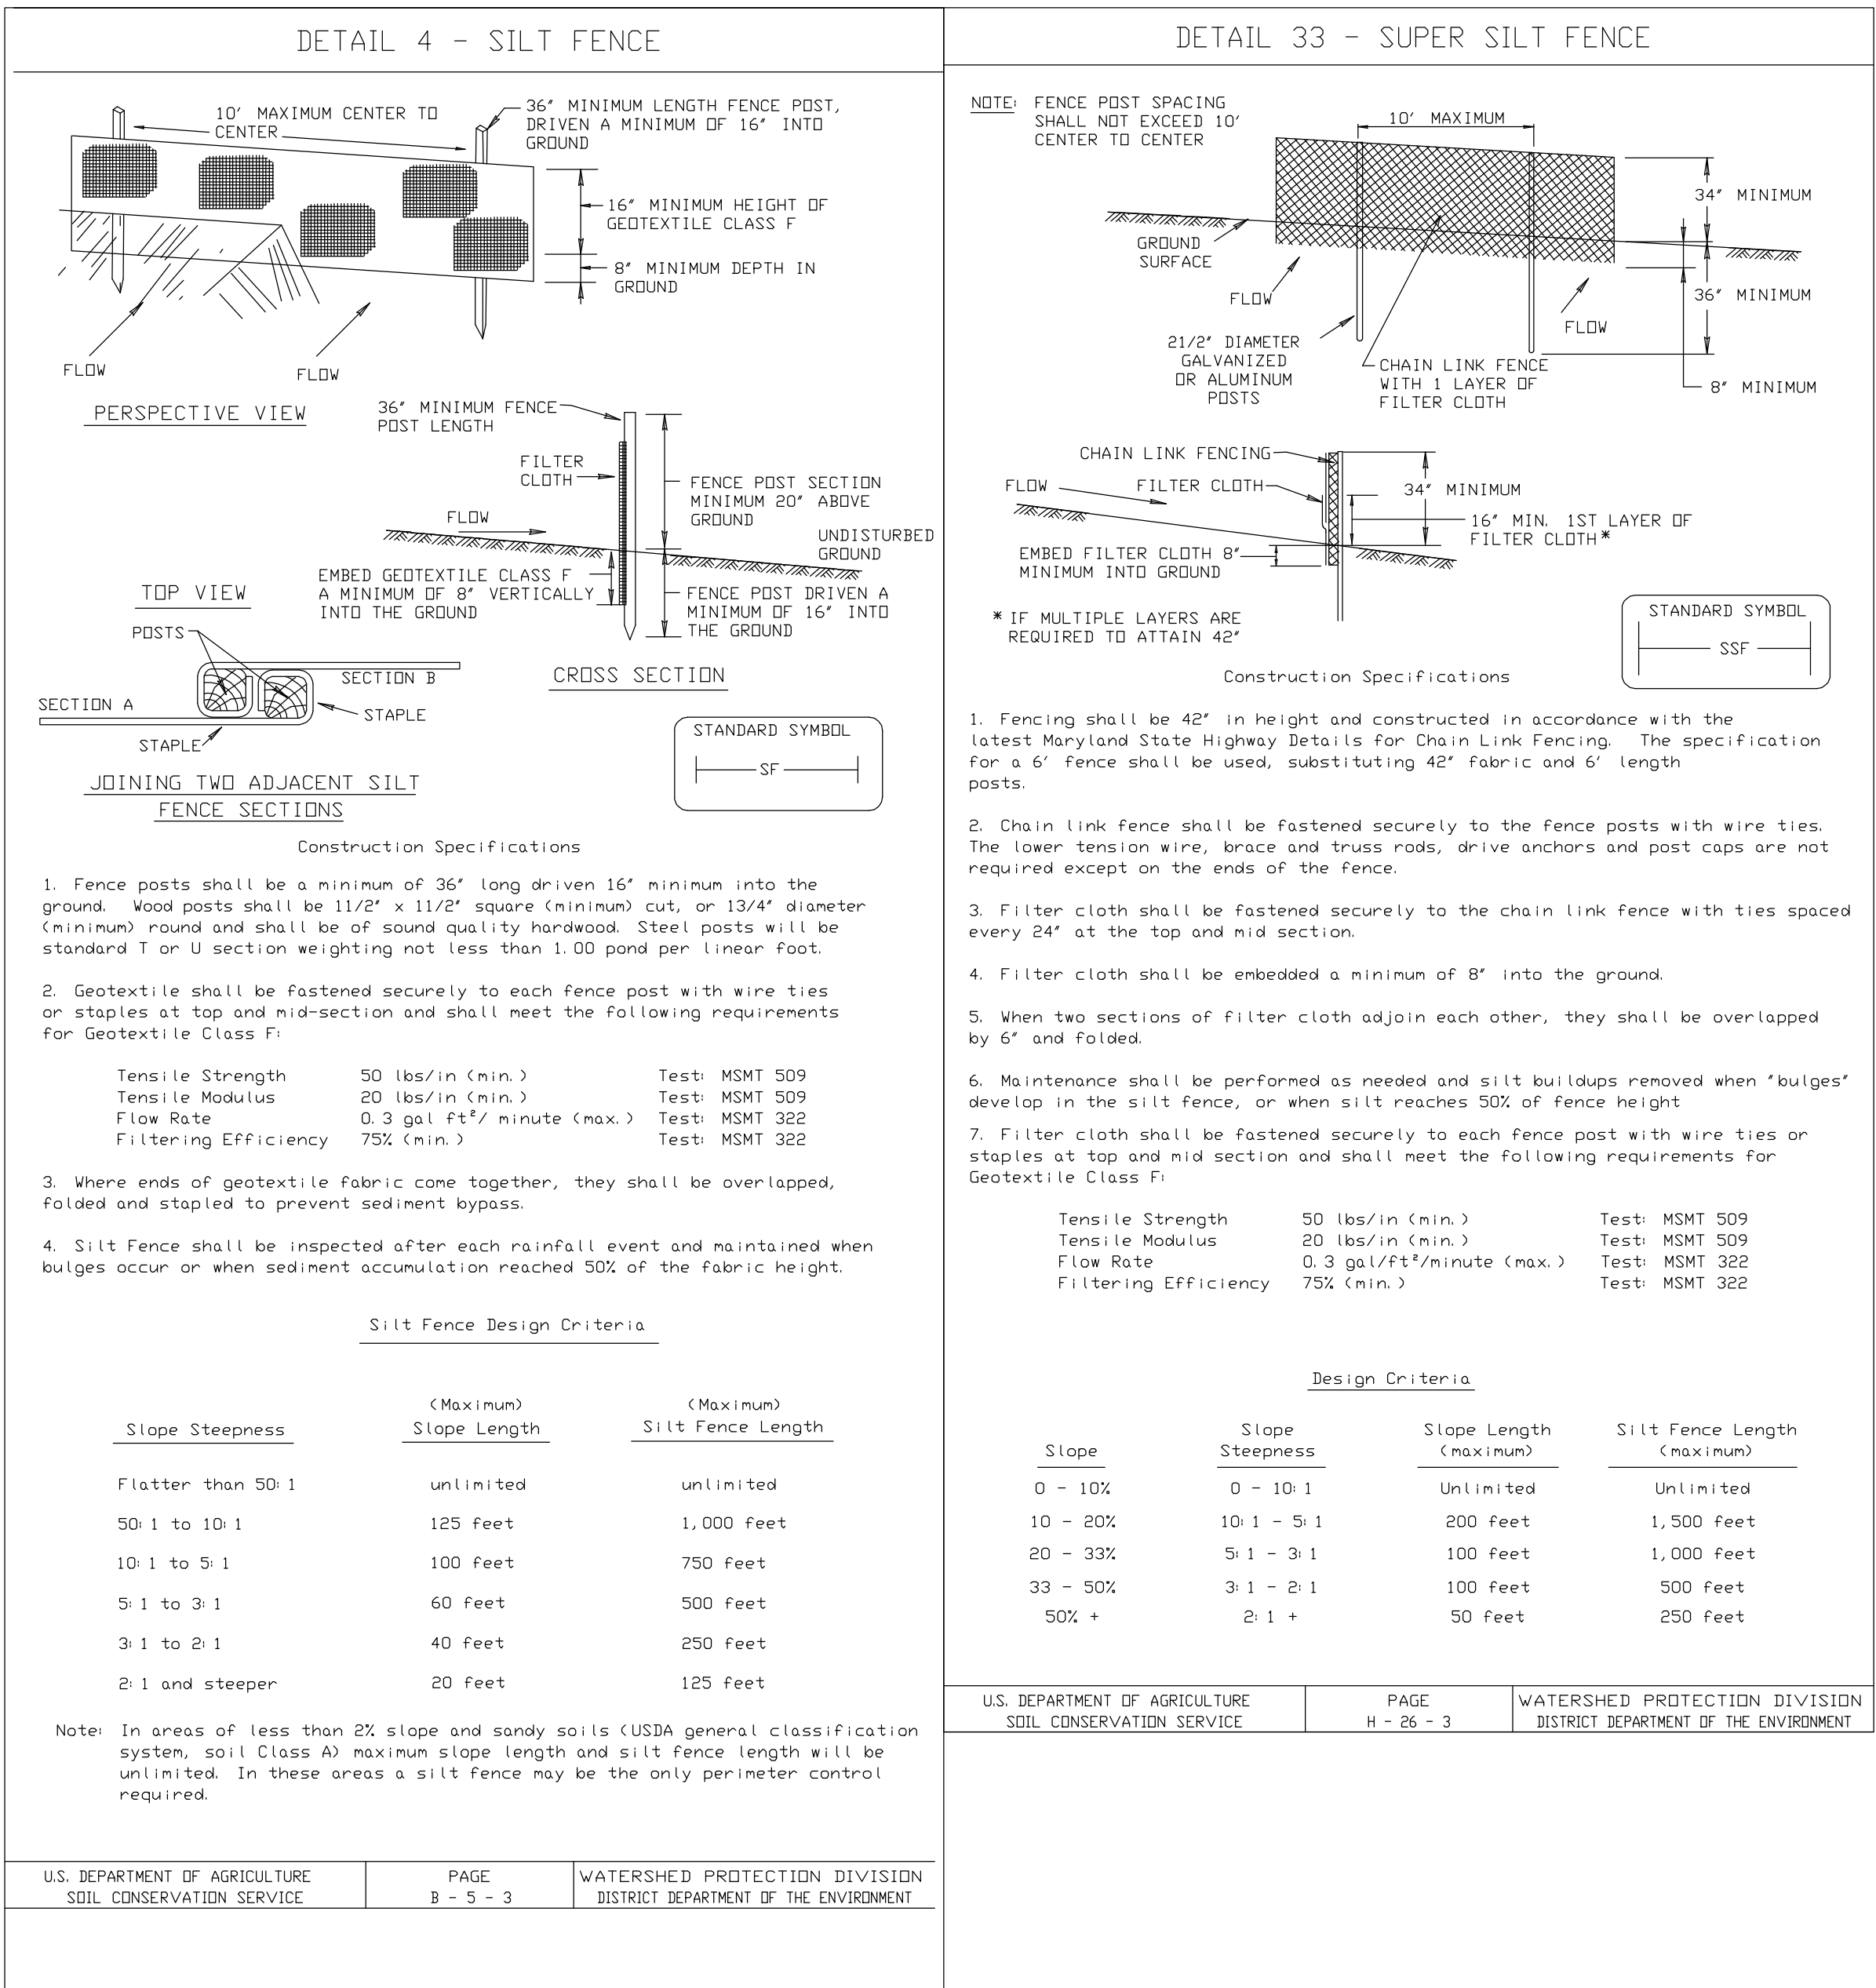 DETAIL 4 - SILT FENCE
10' MAXIMUM CENTER TO
CENTER
36" MINIMUM LENGTH FENCE POST,
DRIVEN A MINIMUM OF 16" INTO
GROUND
16" MINIMUM HEIGHT OF
GEOTEXTILE CLASS F
8" MINIMUM DEPTH IN
GROUND
FLOW
FLOW
PERSPECTIVE VIEW
36" MINIMUM FENCE
POST LENGTH
FILTER
CLOTH
FENCE POST SECTION
MINIMUM 20" ABOVE
GROUND
FLOW
UNDISTURBED
GROUND
EMBED GEOTEXTILE CLASS F
A MINIMUM OF 8" VERTICALLY
INTO THE GROUND
FENCE POST DRIVEN A
MINIMUM OF 16" INTO
THE GROUND
CROSS SECTION
TOP VIEW
POSTS
SECTION B
SECTION A
STAPLE
STAPLE
JOINING TWO ADJACENT SILT
FENCE SECTIONS
STANDARD SYMBOL
SF
Construction Specifications
1. Fence posts shall be a minimum of 36" long driven 16" minimum into the
ground. Wood posts shall be 11/2" x 11/2" square (minimum) cut, or 13/4" diameter
(minimum) round and shall be of sound quality hardwood. Steel posts will be
standard T or U section weighting not less than 1.00 pond per linear foot.
2. Geotextile shall be fastened securely to each fence post with wire ties
or staples at top and mid-section and shall meet the following requirements
for Geotextile Class F:
Tensile Strength 50 lbs/in (min.) Test: MSMT 509
Tensile Modulus 20 lbs/in (min.) Test: MSMT 509
Flow Rate 0.3 gal ft²/ minute (max.) Test: MSMT 322
Filtering Efficiency 75% (min.) Test: MSMT 322
3. Where ends of geotextile fabric come together, they shall be overlapped,
folded and stapled to prevent sediment bypass.
4. Silt Fence shall be inspected after each rainfall event and maintained when
bulges occur or when sediment accumulation reached 50% of the fabric height.
Silt Fence Design Criteria
(Maximum) (Maximum)
Slope Steepness Slope Length Silt Fence Length
Flatter than 50:1 unlimited unlimited
50:1 to 10:1 125 feet 1,000 feet
10:1 to 5:1 100 feet 750 feet
5:1 to 3:1 60 feet 500 feet
3:1 to 2:1 40 feet 250 feet
2:1 and steeper 20 feet 125 feet
Note: In areas of less than 2% slope and sandy soils (USDA general classification
system, soil Class A) maximum slope length and silt fence length will be
unlimited. In these areas a silt fence may be the only perimeter control
required.
U.S. DEPARTMENT OF AGRICULTURE
SOIL CONSERVATION SERVICE
PAGE
B - 5 - 3
WATERSHED PROTECTION DIVISION
DISTRICT DEPARTMENT OF THE ENVIRONMENT
DETAIL 33 - SUPER SILT FENCE
NOTE: FENCE POST SPACING
SHALL NOT EXCEED 10'
CENTER TO CENTER
10' MAXIMUM
34" MINIMUM
GROUND
SURFACE
FLOW
36" MINIMUM
FLOW
21/2" DIAMETER
GALVANIZED
OR ALUMINUM
POSTS
CHAIN LINK FENCE
WITH 1 LAYER OF
FILTER CLOTH
8" MINIMUM
CHAIN LINK FENCING
FLOW
FILTER CLOTH
34" MINIMUM
16" MIN. 1ST LAYER OF
FILTER CLOTH*
EMBED FILTER CLOTH 8"
MINIMUM INTO GROUND
* IF MULTIPLE LAYERS ARE
REQUIRED TO ATTAIN 42"
STANDARD SYMBOL
SSF
Construction Specifications
1. Fencing shall be 42" in height and constructed in accordance with the
latest Maryland State Highway Details for Chain Link Fencing. The specification
for a 6' fence shall be used, substituting 42" fabric and 6' length
posts.
2. Chain link fence shall be fastened securely to the fence posts with wire ties.
The lower tension wire, brace and truss rods, drive anchors and post caps are not
required except on the ends of the fence.
3. Filter cloth shall be fastened securely to the chain link fence with ties spaced
every 24" at the top and mid section.
4. Filter cloth shall be embedded a minimum of 8" into the ground.
5. When two sections of filter cloth adjoin each other, they shall be overlapped
by 6" and folded.
6. Maintenance shall be performed as needed and silt buildups removed when "bulges"
develop in the silt fence, or when silt reaches 50% of fence height
7. Filter cloth shall be fastened securely to each fence post with wire ties or
staples at top and mid section and shall meet the following requirements for
Geotextile Class F:
Tensile Strength 50 lbs/in (min.) Test: MSMT 509
Tensile Modulus 20 lbs/in (min.) Test: MSMT 509
Flow Rate 0.3 gal/ft²/minute (max.) Test: MSMT 322
Filtering Efficiency 75% (min.) Test: MSMT 322
Design Criteria
Slope Slope Length Silt Fence Length
Slope Steepness (maximum) (maximum)
0 - 10% 0 - 10:1 Unlimited Unlimited
10 - 20% 10:1 - 5:1 200 feet 1,500 feet
20 - 33% 5:1 - 3:1 100 feet 1,000 feet
33 - 50% 3:1 - 2:1 100 feet 500 feet
50% + 2:1 + 50 feet 250 feet
U.S. DEPARTMENT OF AGRICULTURE
SOIL CONSERVATION SERVICE
PAGE
H - 26 - 3
WATERSHED PROTECTION DIVISION
DISTRICT DEPARTMENT OF THE ENVIRONMENT